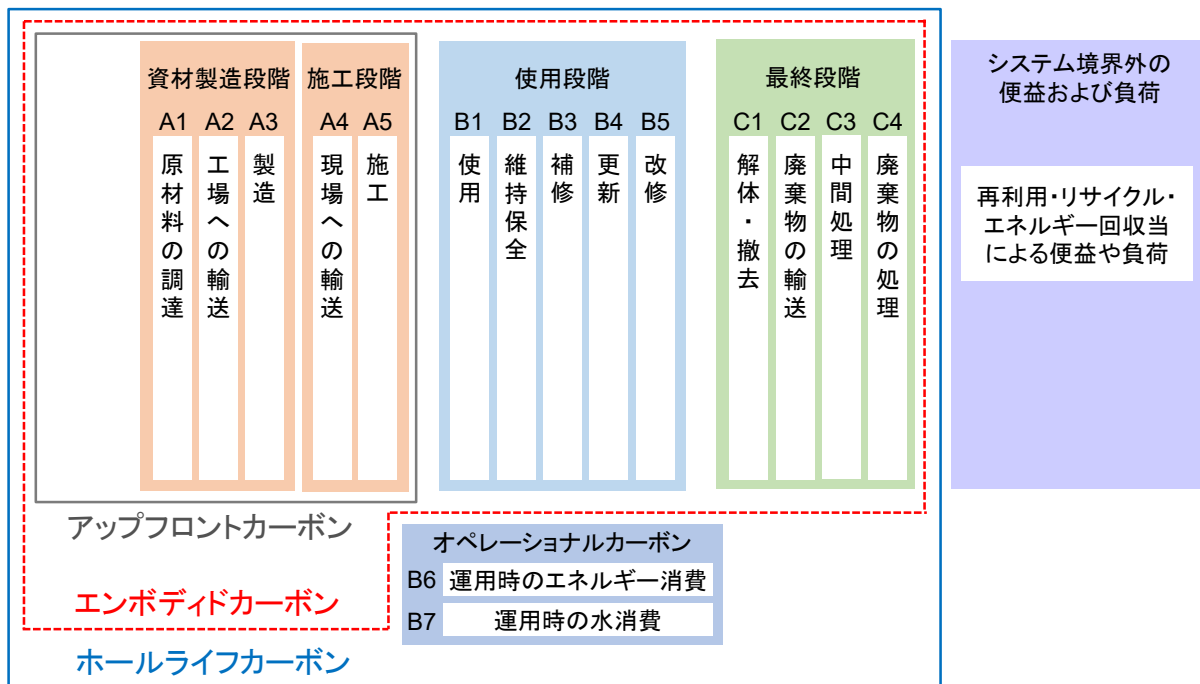 資材製造段階
A1 A2 A3
原材料の調達
工場への輸送
製造
施工段階
A4 A5
現場への輸送
施工
使用段階
B1 B2 B3 B4 B5
使用
維持保全
補修
更新
改修
最終段階
C1 C2 C3 C4
解体・撤去
廃棄物の輸送
中間処理
廃棄物の処理
システム境界外の
便益および負荷
再利用・リサイクル・
エネルギー回収当
による便益や負荷
アップフロントカーボン
オペレーショナルカーボン
B6 運用時のエネルギー消費
B7 運用時の水消費
エンボディドカーボン
ホールライフカーボン